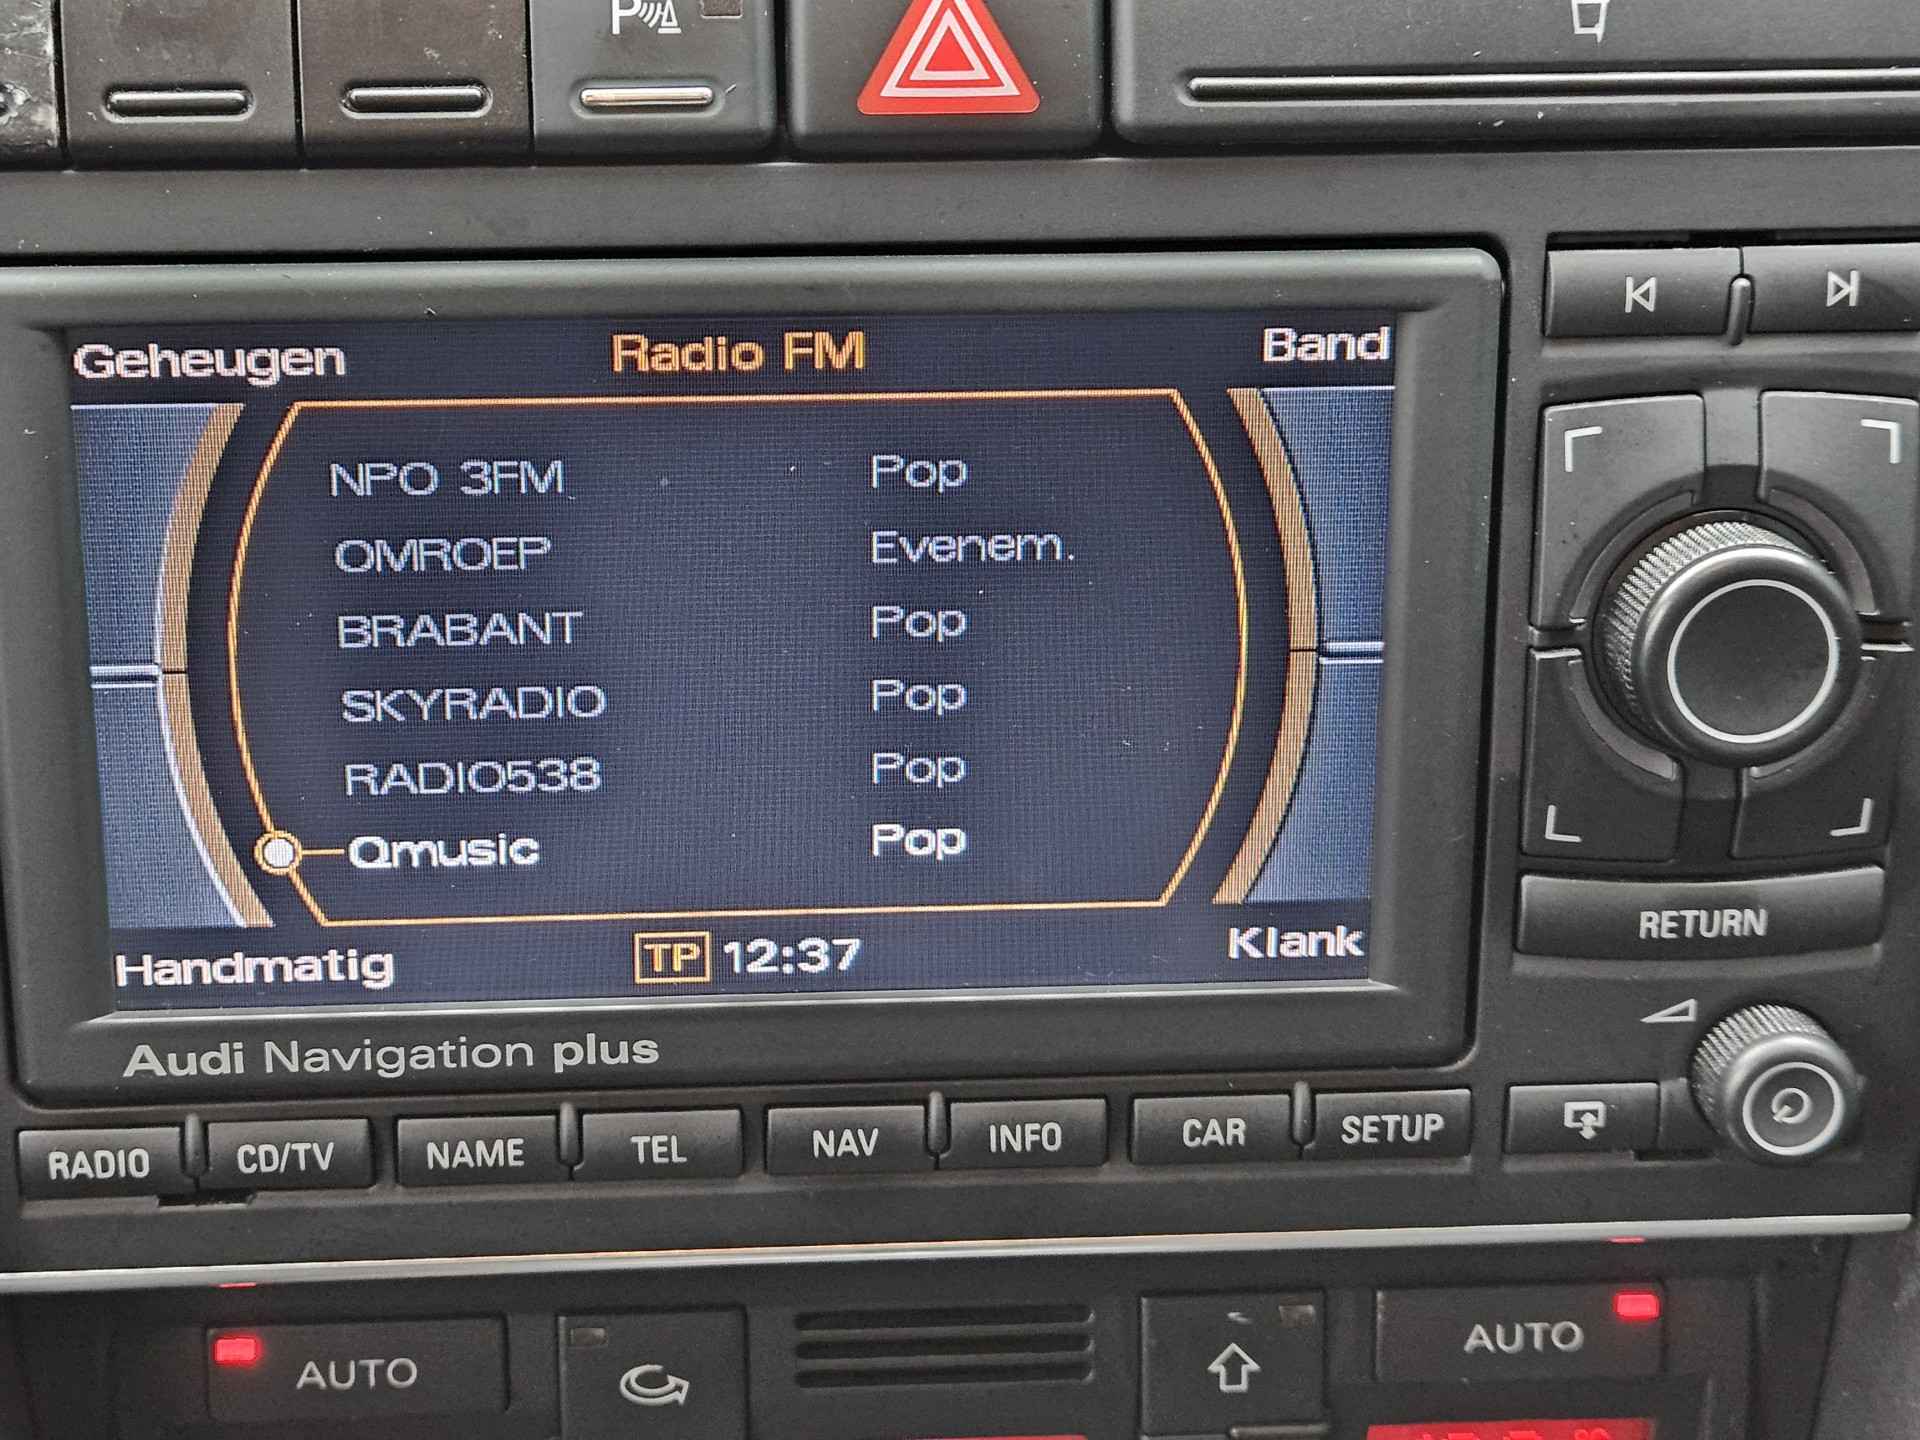 P
Geheugen Radio FM Band
NPO 3FM Pop
OMROEP Evenem.
BRABANT Pop
SKYRADIO Pop
RADIO538 Pop
Qmusic Pop
Handmatig TP 12:37 Klank
RETURN
Audi Navigation plus
RADIO CD/TV NAME TEL NAV INFO CAR SETUP
AUTO AUTO